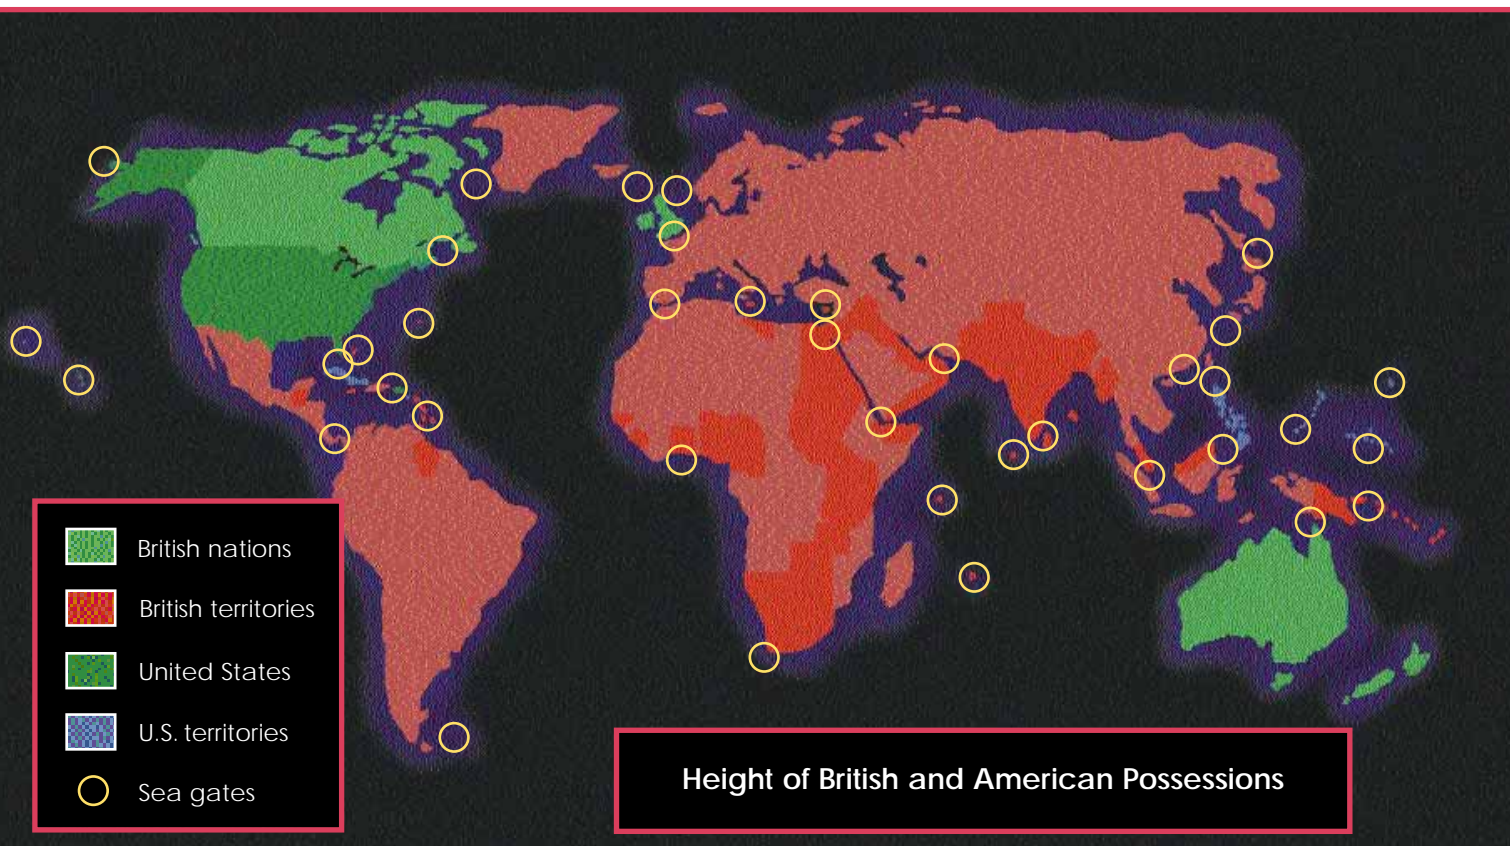 British nations
British territories
United States
U.S. territories
Sea gates
Height of British and American Possessions